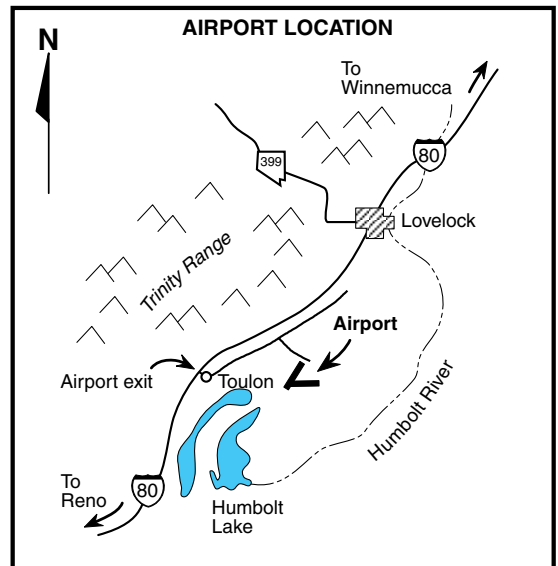 AIRPORT LOCATION
N
To
Winnemucca
80
399
Lovelock
Trinity Range
Airport
Airport exit
Toulon
Humbolt River
To
Reno
80
Humbolt
Lake